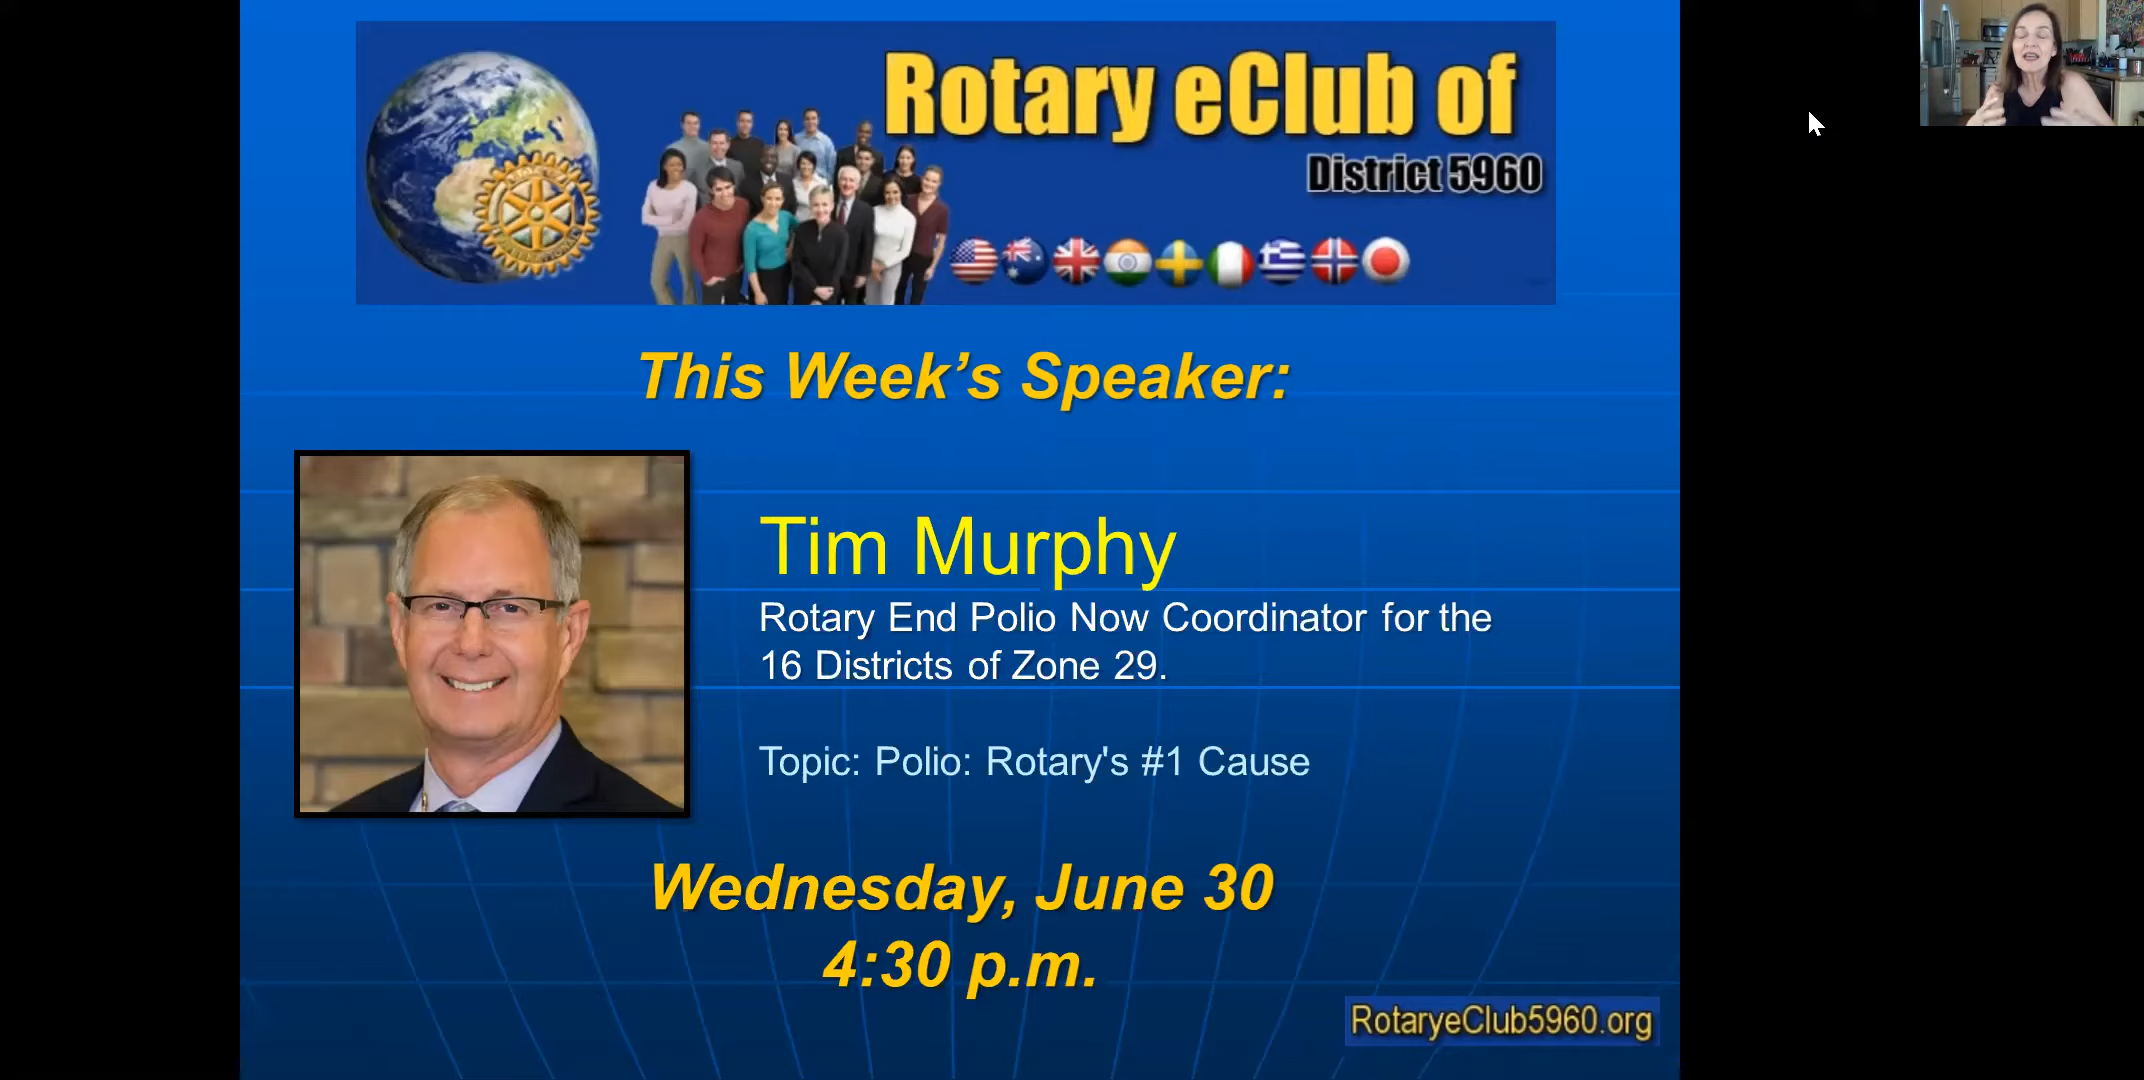 Rotary eClub of
District 5960
This Week’s Speaker:
Tim Murphy
Rotary End Polio Now Coordinator for the
16 Districts of Zone 29.
Topic: Polio: Rotary's #1 Cause
Wednesday, June 30
4:30 p.m.
RotaryeClub5960.org